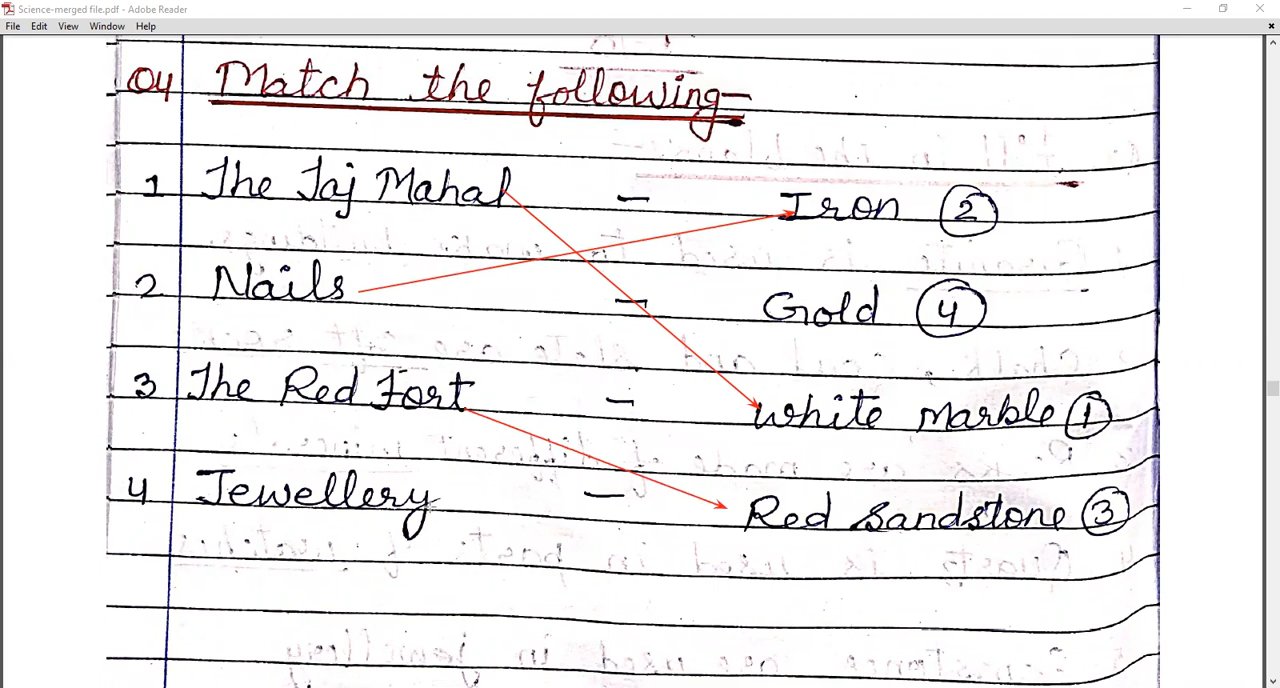 Science-merged file.pdf - Adobe Reader
File Edit View Window Help
Q4 Match the following-
1 The Taj Mahal - Iron 2
2 Nails - Gold 4
3 The Red Fort - White Marble 1
4 Jewellery - Red Sandstone 3